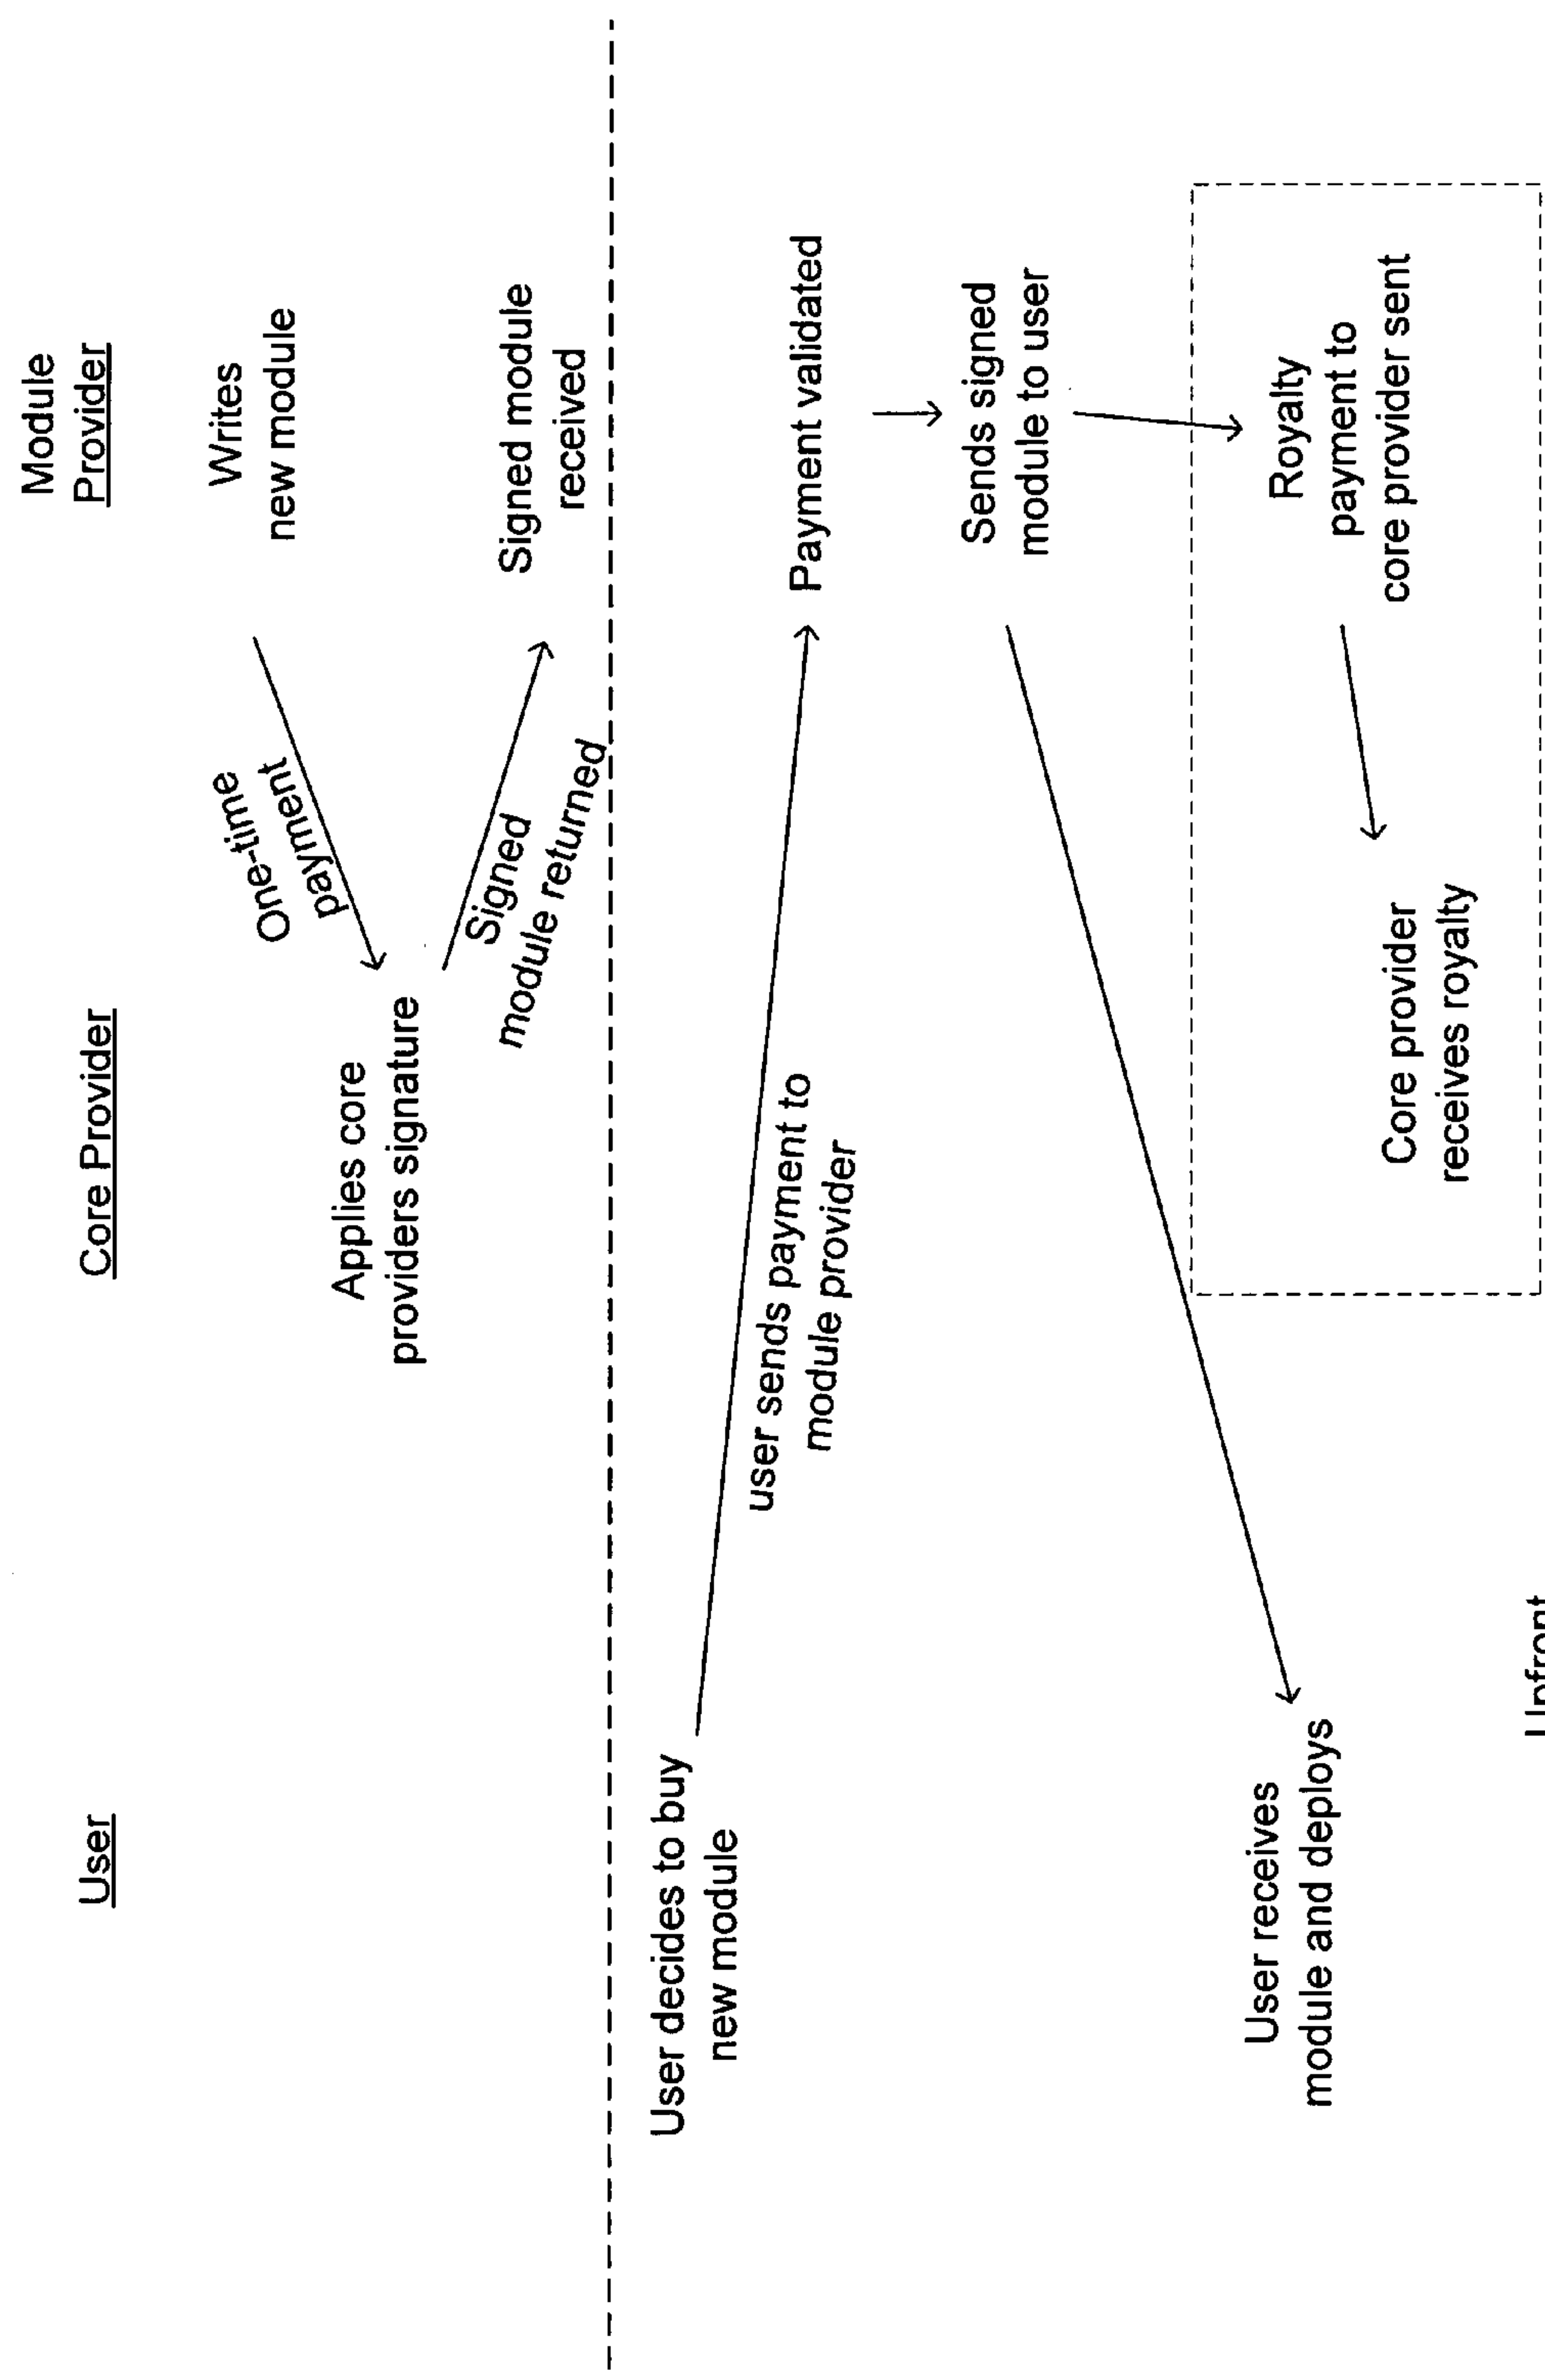 User
Core Provider
Module
Provider
Writes
new module
One-time
payment
Applies core
providers signature
Signed
module returned
Signed module
received
User decides to buy
new module
user sends payment to
module provider
Payment validated
Sends signed
module to user
User receives
module and deploys
Royalty
payment to
core provider sent
Core provider
receives royalty
Upfront